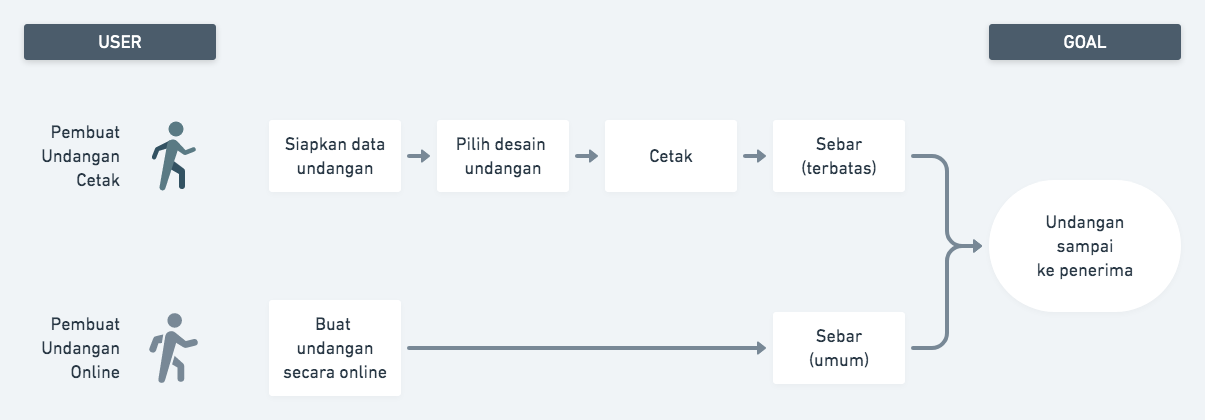 USER
GOAL
Pembuat
Undangan
Cetak
Siapkan data
undangan
Pilih desain
undangan
Cetak
Sebar
(terbatas)
Undangan
sampai
ke penerima
Pembuat
Undangan
Online
Buat
undangan
secara online
Sebar
(umum)